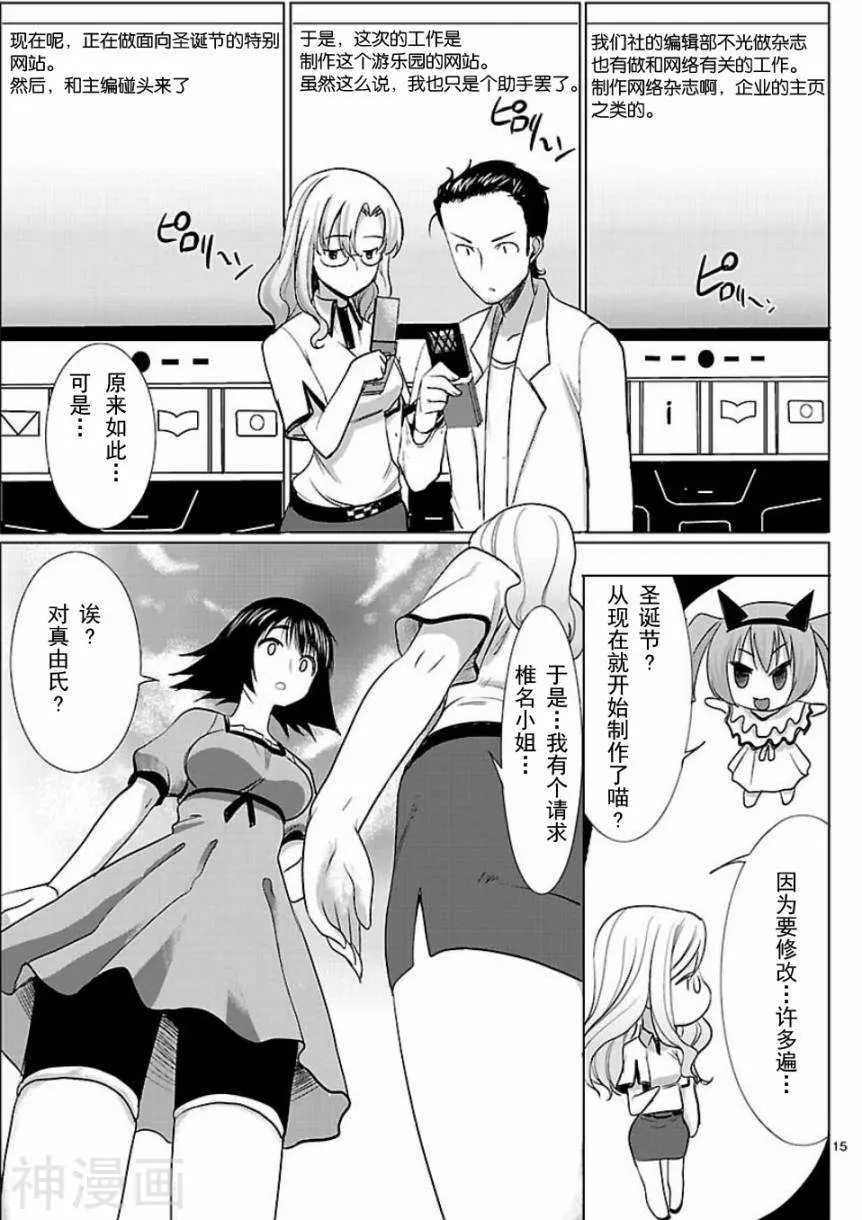 我们社的编辑部不光做杂志
也有做和网络有关的工作。
制作网络杂志啊，企业的主页
之类的。
ピロリ～ン
于是，这次的工作是
制作这个游乐园的网站。
虽然这么说，我也只是个助手罢了。
ピロリ～ン
现在呢，正在做面向圣诞节的特别
网站。
然后，和主编碰头来了
ピロリ～ン
i
原来如此…
可是…
圣诞节？
从现在就开始制作了喵？
因为要修改…许多遍…
于是…我有个请求
椎名小姐…
诶？
对真由氏？
15
神漫画